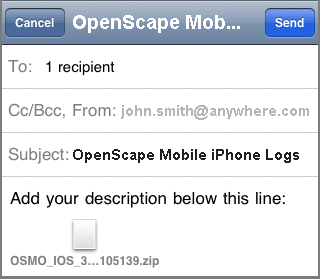 Cancel OpenScape Mob... Send
To: 1 recipient
Cc/Bcc, From: john.smith@anywhere.com
Subject: OpenScape Mobile iPhone Logs
Add your description below this line:
OSMO_IOS_3...105139.zip